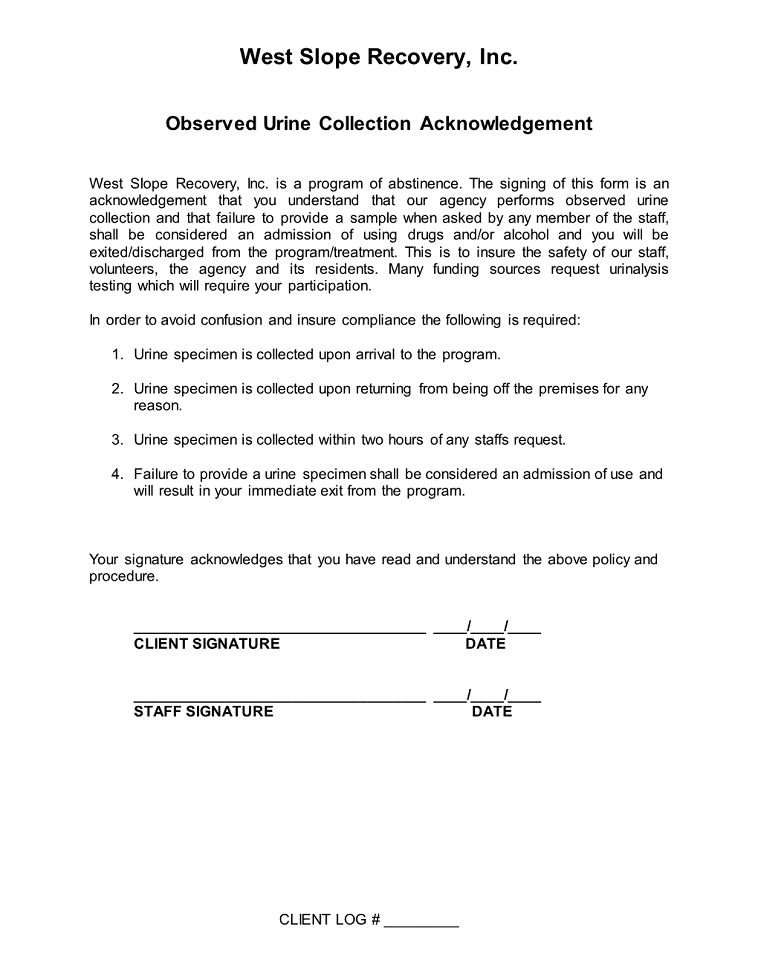 West Slope Recovery, Inc.
Observed Urine Collection Acknowledgement
West Slope Recovery, Inc. is a program of abstinence. The signing of this form is an
acknowledgement that you understand that our agency performs observed urine
collection and that failure to provide a sample when asked by any member of the staff,
shall be considered an admission of using drugs and/or alcohol and you will be
exited/discharged from the program/treatment. This is to insure the safety of our staff,
volunteers, the agency and its residents. Many funding sources request urinalysis
testing which will require your participation.
In order to avoid confusion and insure compliance the following is required:
1. Urine specimen is collected upon arrival to the program.
2. Urine specimen is collected upon returning from being off the premises for any
reason.
3. Urine specimen is collected within two hours of any staffs request.
4. Failure to provide a urine specimen shall be considered an admission of use and
will result in your immediate exit from the program.
Your signature acknowledges that you have read and understand the above policy and
procedure.
___________________________________ ____/____/____
CLIENT SIGNATURE DATE
___________________________________ ____/____/____
STAFF SIGNATURE DATE
CLIENT LOG # _________